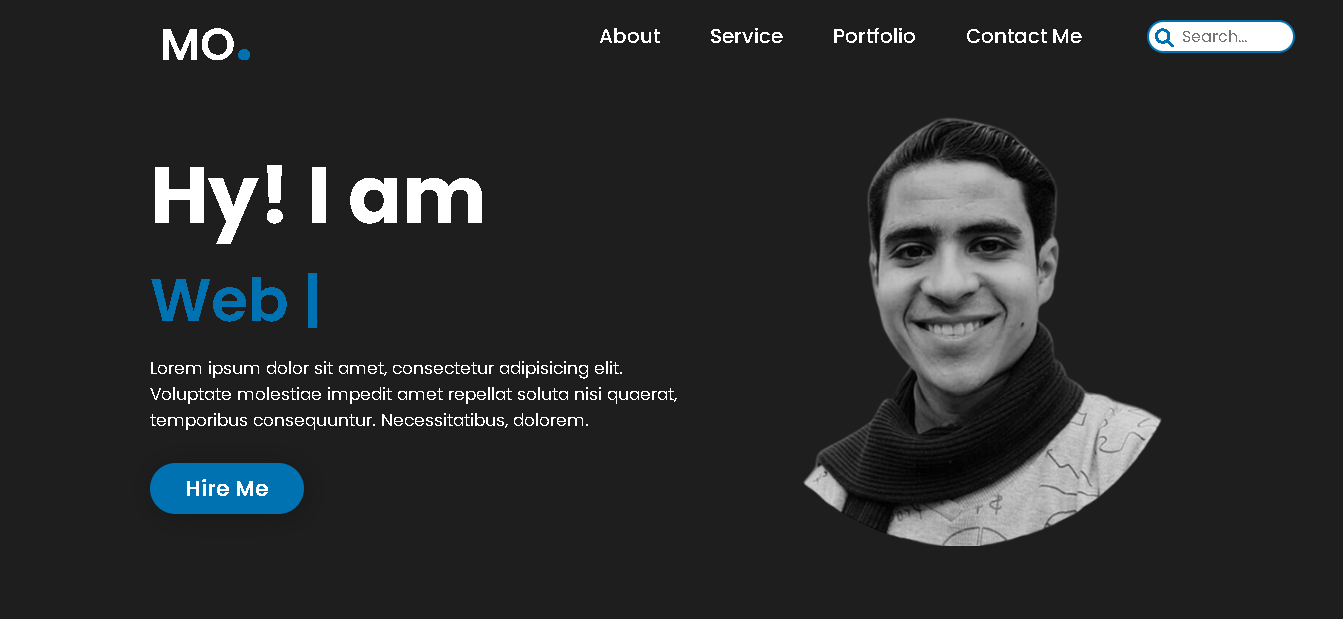 MO.
About Service Portfolio Contact Me Search...
Hy! I am
Web |
Lorem ipsum dolor sit amet, consectetur adipisicing elit.
Voluptate molestiae impedit amet repellat soluta nisi quaerat,
temporibus consequuntur. Necessitatibus, dolorem.
Hire Me